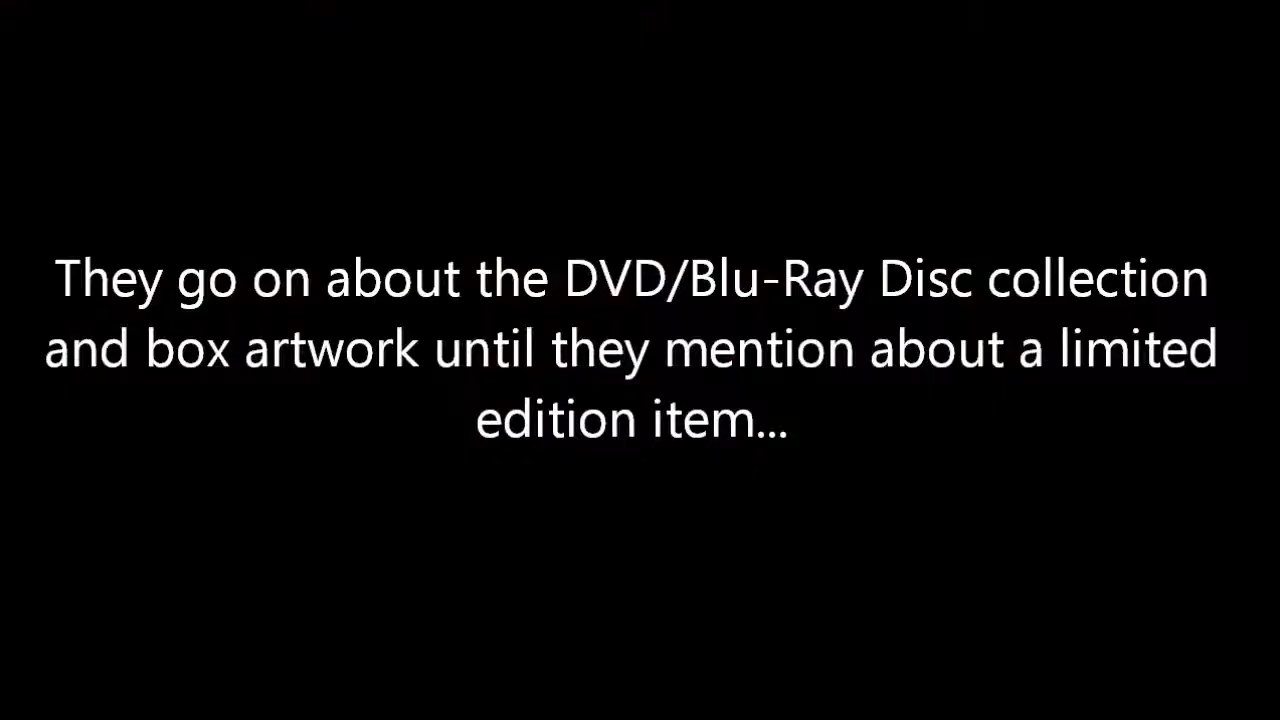 They go on about the DVD/Blu-Ray Disc collection
and box artwork until they mention about a limited
edition item...